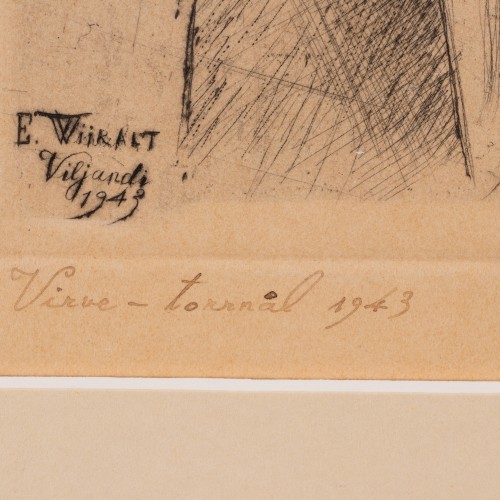 E. WIIRALT
Viljandi
1943
Virve - torrnål 1943